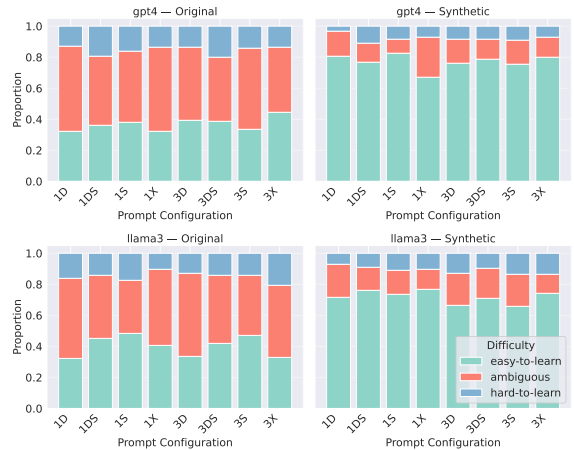 gpt4 — Original
gpt4 — Synthetic
1.0
0.8
0.6
0.4
0.2
0.0
Proportion
1D 1DS 1S 1X 3D 3DS 3S 3X
1D 1DS 1S 1X 3D 3DS 3S 3X
Prompt Configuration
Prompt Configuration
llama3 — Original
llama3 — Synthetic
1.0
0.8
0.6
0.4
0.2
0.0
Proportion
Difficulty
easy-to-learn
ambiguous
hard-to-learn
1D 1DS 1S 1X 3D 3DS 3S 3X
1D 1DS 1S 1X 3D 3DS 3S 3X
Prompt Configuration
Prompt Configuration